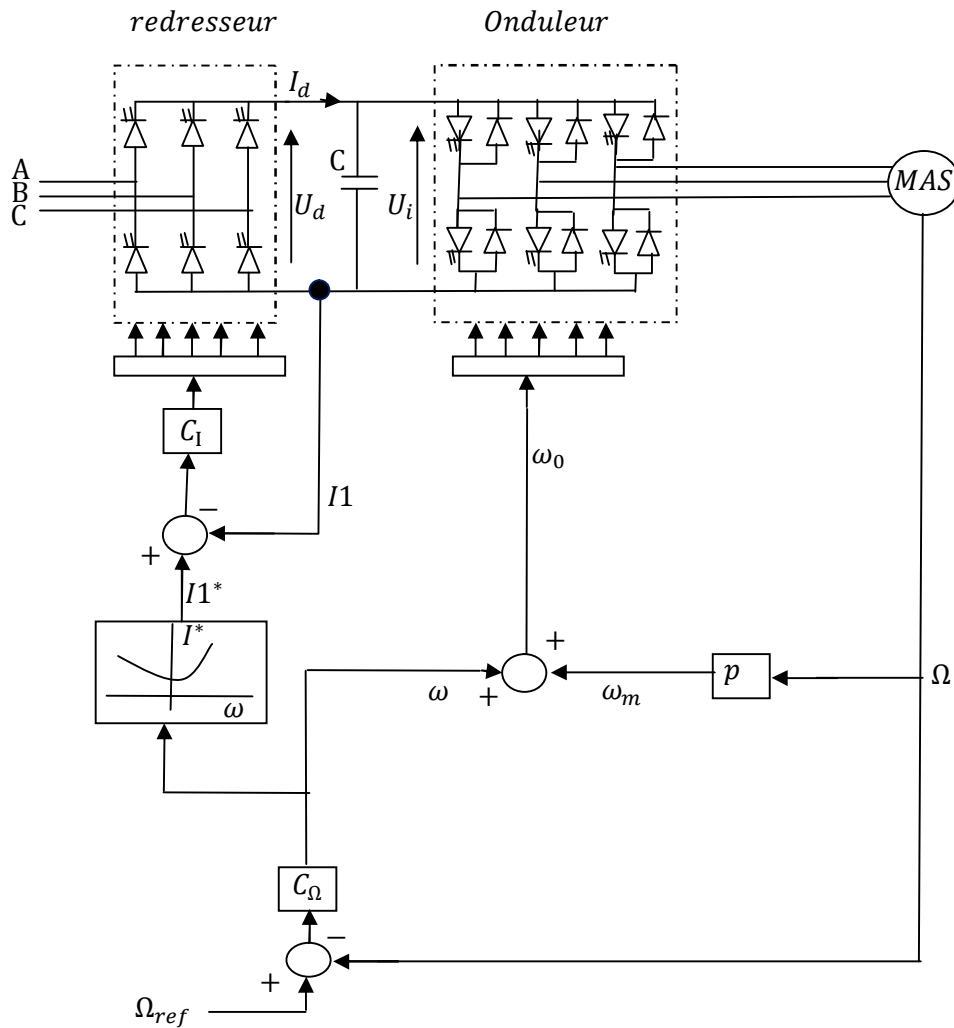 redresseur
Onduleur
I_d
A
B
C
U_d
C
U_i
MAS
C_I
−
+
I1
I1*
I*
ω
ω_0
+
+
ω
ω_m
p
Ω
C_Ω
−
+
Ω_ref